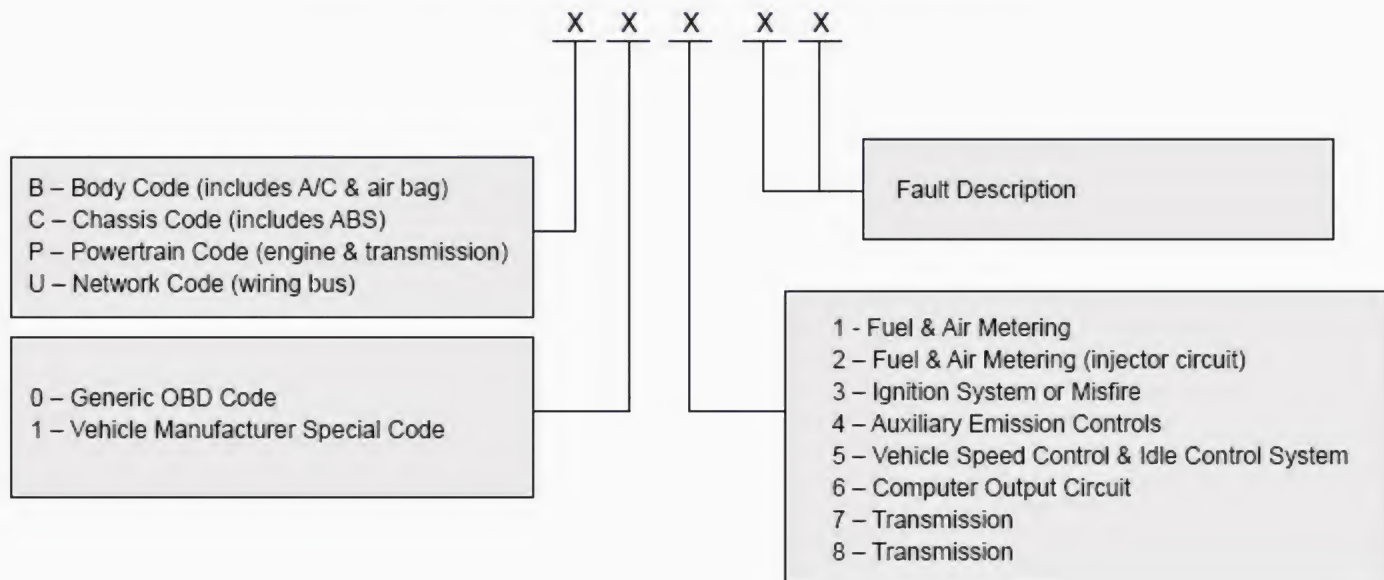 X X X X X
B – Body Code (includes A/C & air bag)
C – Chassis Code (includes ABS)
P – Powertrain Code (engine & transmission)
U – Network Code (wiring bus)
0 – Generic OBD Code
1 – Vehicle Manufacturer Special Code
Fault Description
1 - Fuel & Air Metering
2 – Fuel & Air Metering (injector circuit)
3 – Ignition System or Misfire
4 – Auxiliary Emission Controls
5 – Vehicle Speed Control & Idle Control System
6 – Computer Output Circuit
7 – Transmission
8 – Transmission